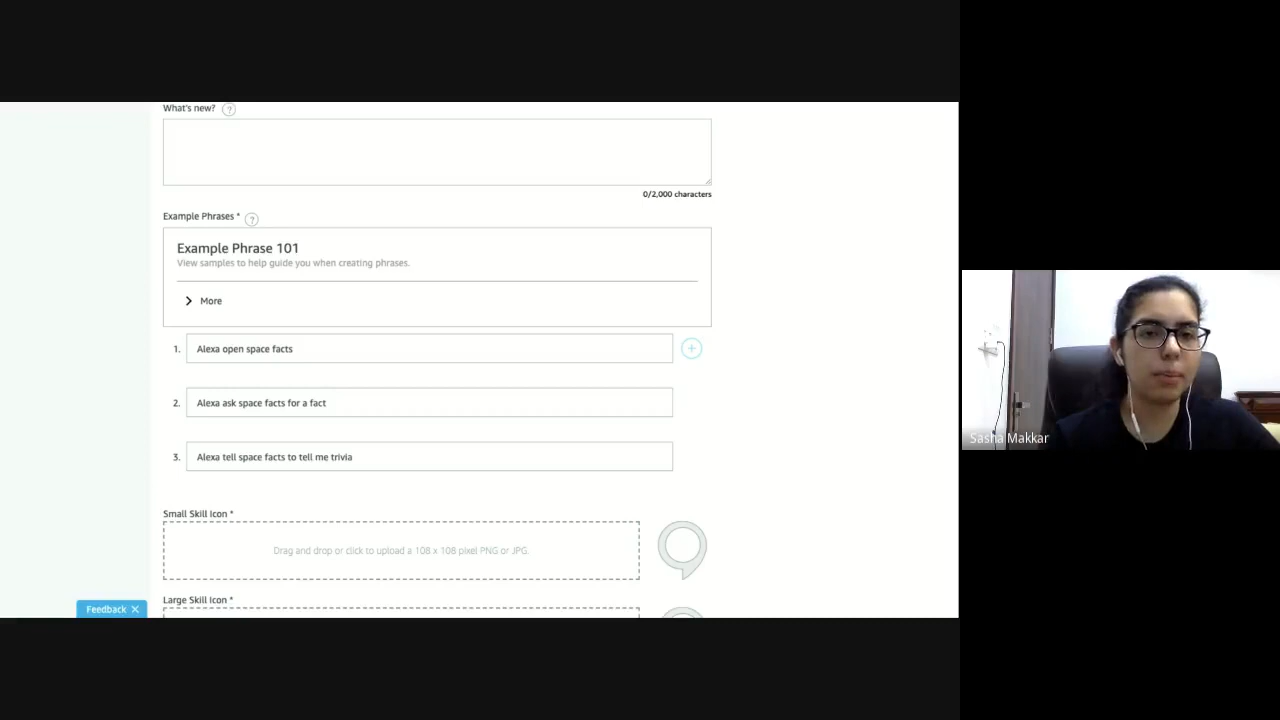 What's new? ?
0/2,000 characters
Example Phrases * ?
Example Phrase 101
View samples to help guide you when creating phrases.
More
1. Alexa open space facts
2. Alexa ask space facts for a fact
3. Alexa tell space facts to tell me trivia
Small Skill Icon *
Drag and drop or click to upload a 108 x 108 pixel PNG or JPG.
Large Skill Icon *
Feedback
Sasha Makkar